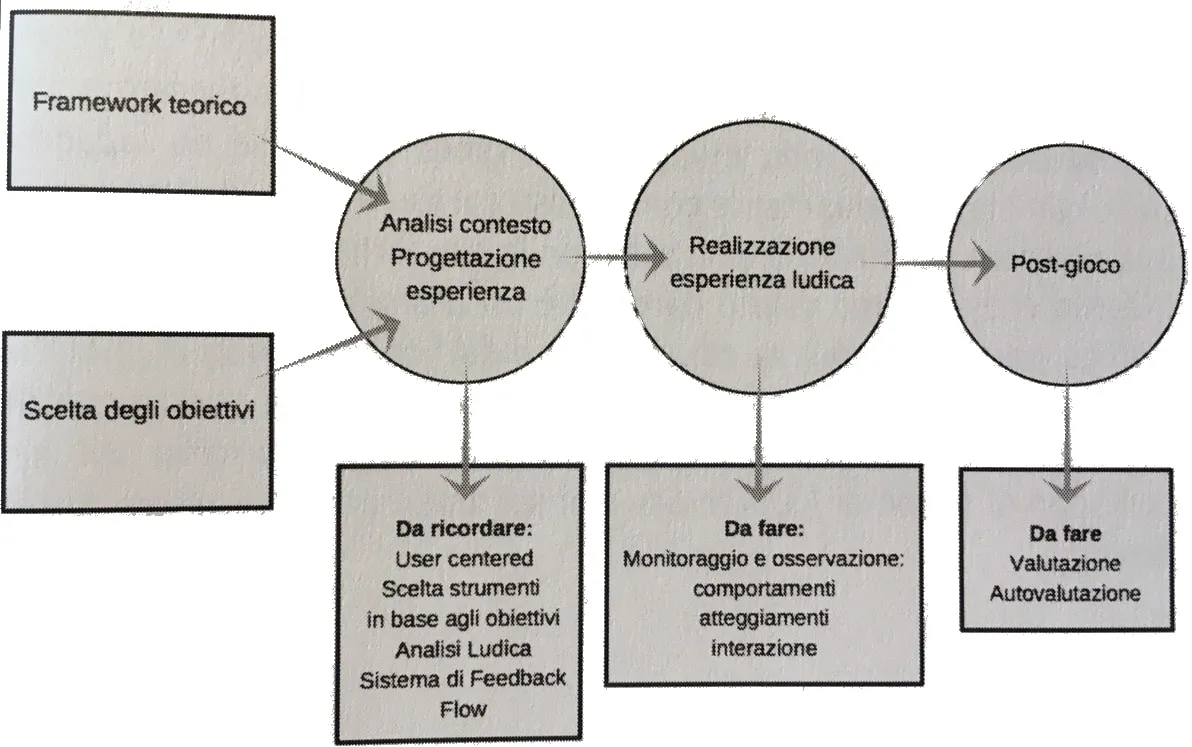 Framework teorico
Scelta degli obiettivi
Analisi contesto
Progettazione
esperienza
Realizzazione
esperienza ludica
Post-gioco
Da ricordare:
User centered
Scelta strumenti
in base agli obiettivi
Analisi Ludica
Sistema di Feedback
Flow
Da fare:
Monitoraggio e osservazione:
comportamenti
atteggiamenti
interazione
Da fare
Valutazione
Autovalutazione